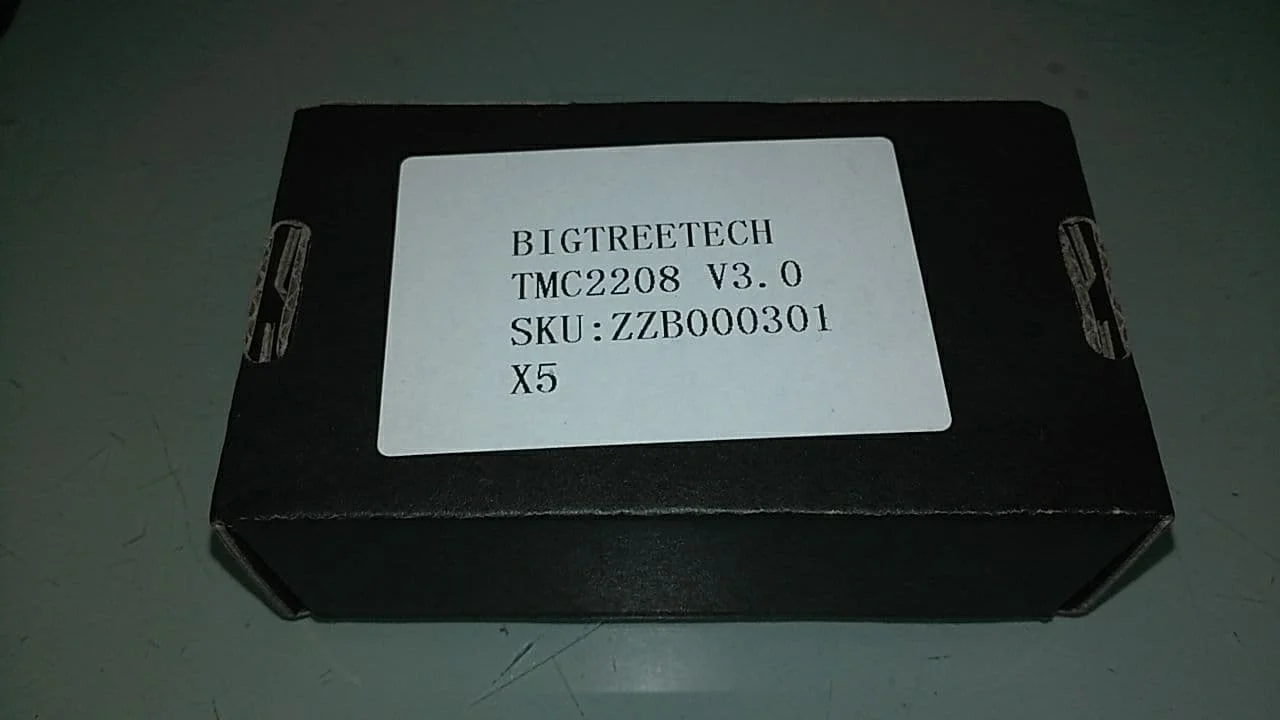 BIGTREETECH
TMC2208 V3.0
SKU:ZZB000301
X5